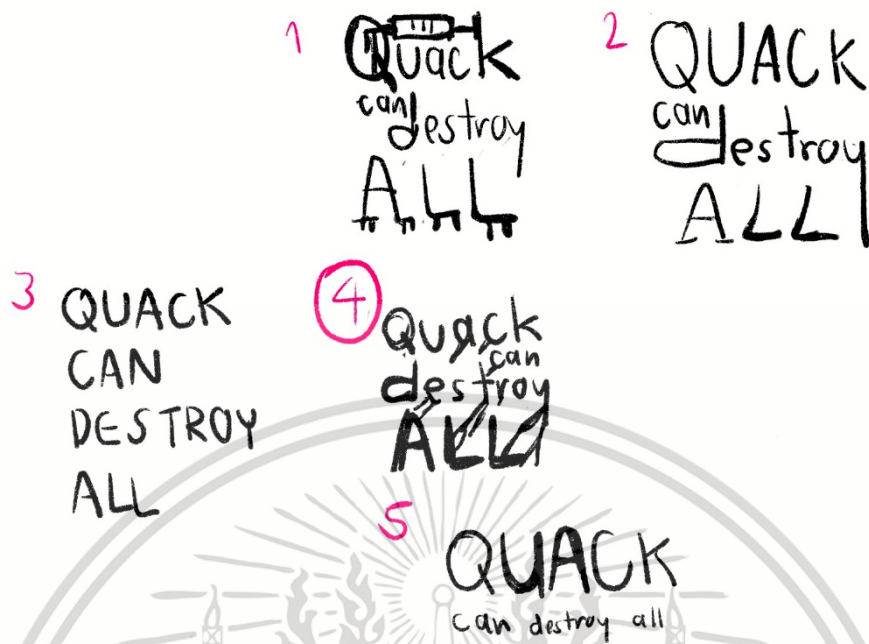 1
Quack
can
destroy
ALL
2
QUACK
can
destroy
ALL
3
QUACK
CAN
DESTROY
ALL
4
Quack
can
destroy
ALL
5
QUACK
can destroy all